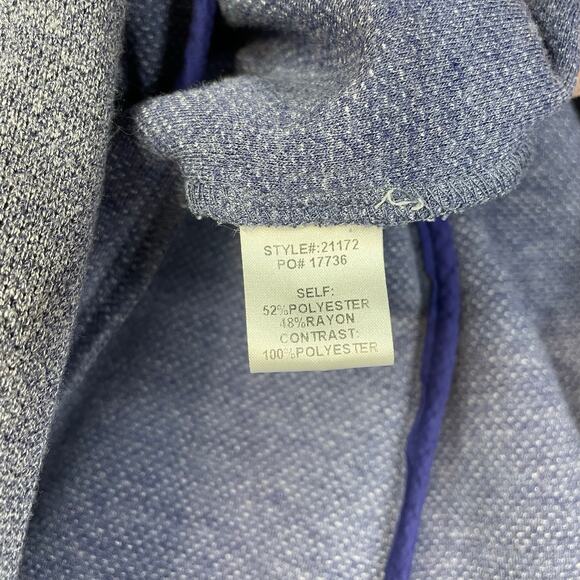 STYLE#:21172
PO# 17736
SELF:
52%POLYESTER
48%RAYON
CONTRAST:
100%POLYESTER